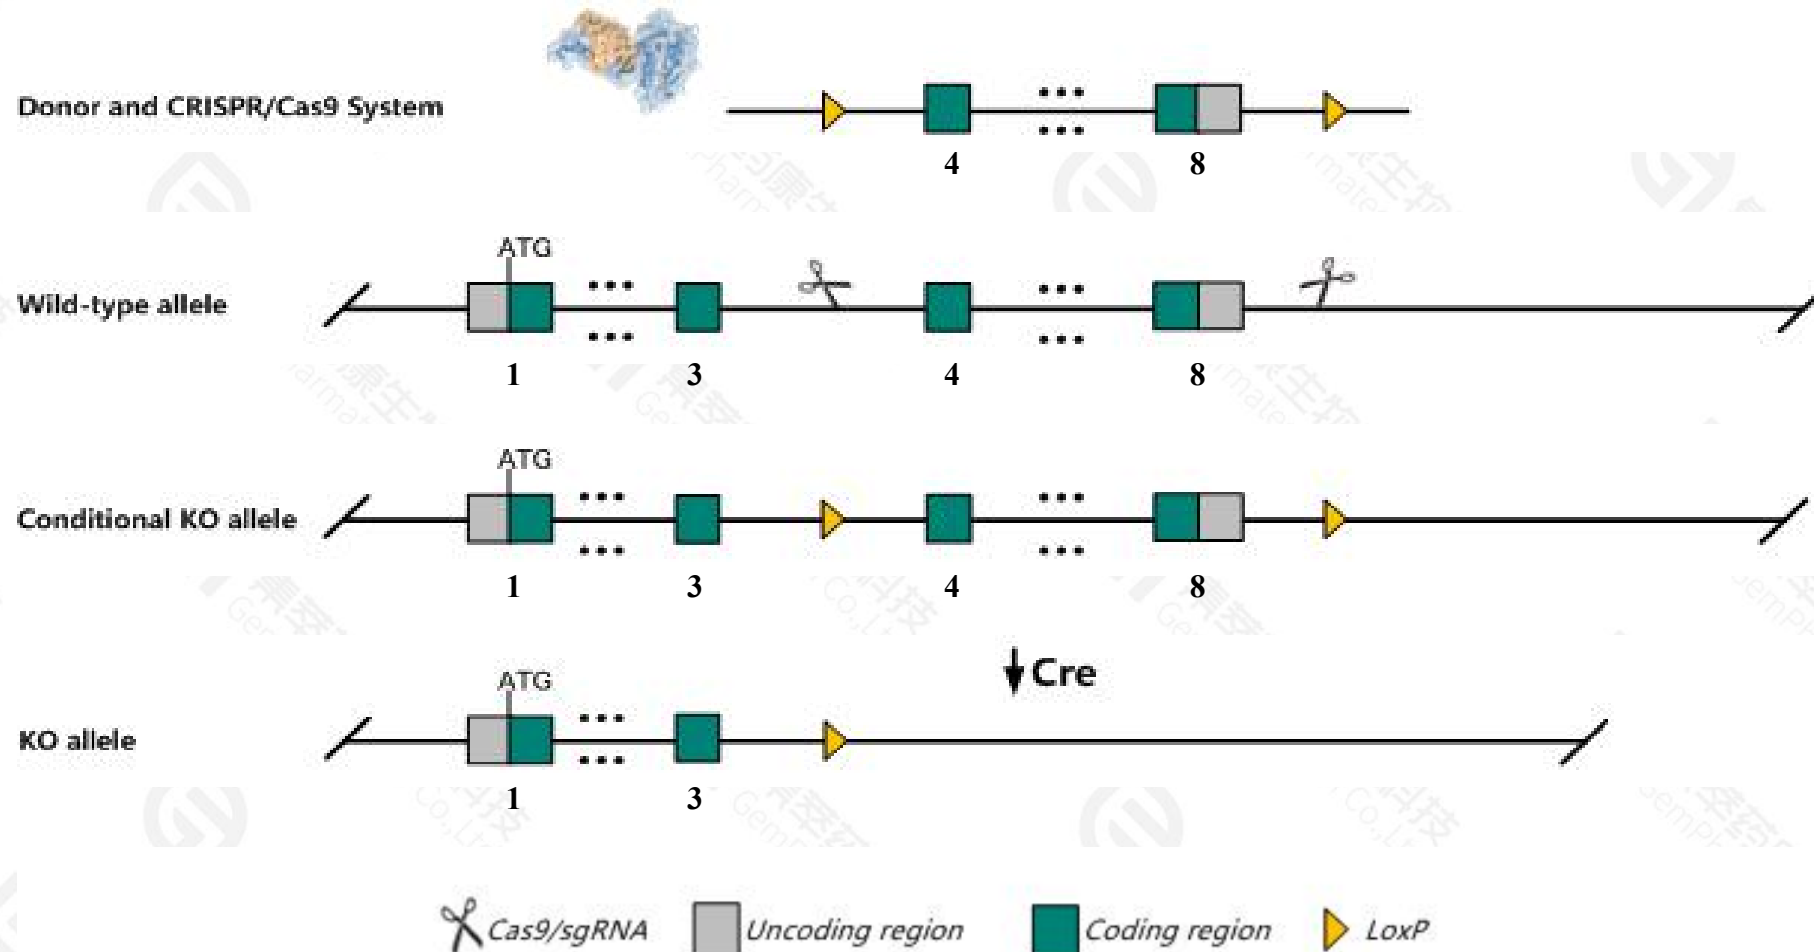 Donor and CRISPR/Cas9 System
4 8
ATG
Wild-type allele
1 3 4 8
ATG
Conditional KO allele
1 3 4 8
Cre
ATG
KO allele
1 3
Cas9/sgRNA Uncoding region Coding region LoxP